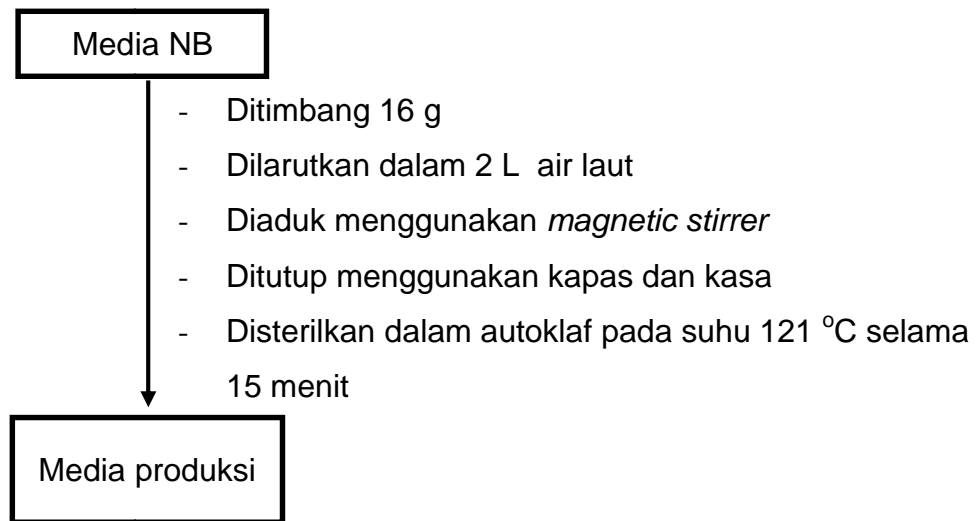 Media NB
- Ditimbang 16 g
- Dilarutkan dalam 2 L air laut
- Diaduk menggunakan magnetic stirrer
- Ditutup menggunakan kapas dan kasa
- Disterilkan dalam autoklaf pada suhu 121 °C selama
15 menit
Media produksi